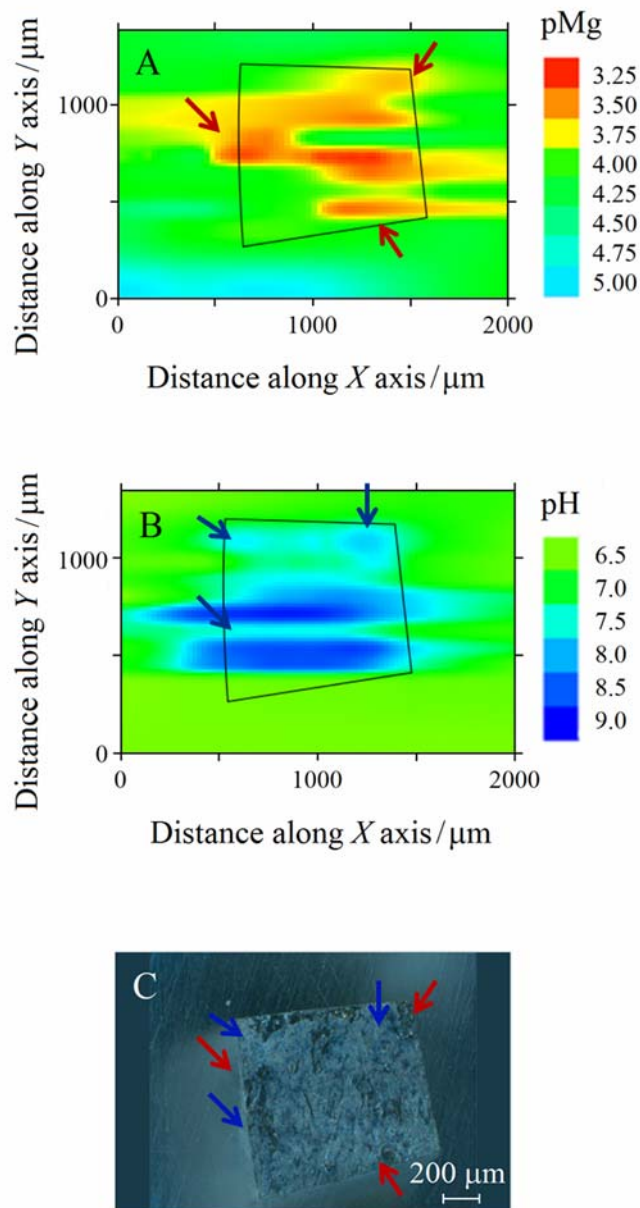 A
pMg
3.25
3.50
3.75
4.00
4.25
4.50
4.75
5.00
Distance along Y axis/μm
1000
0
0
1000
2000
Distance along X axis/μm
B
pH
6.5
7.0
7.5
8.0
8.5
9.0
Distance along Y axis/μm
1000
0
0
1000
2000
Distance along X axis/μm
C
200 μm